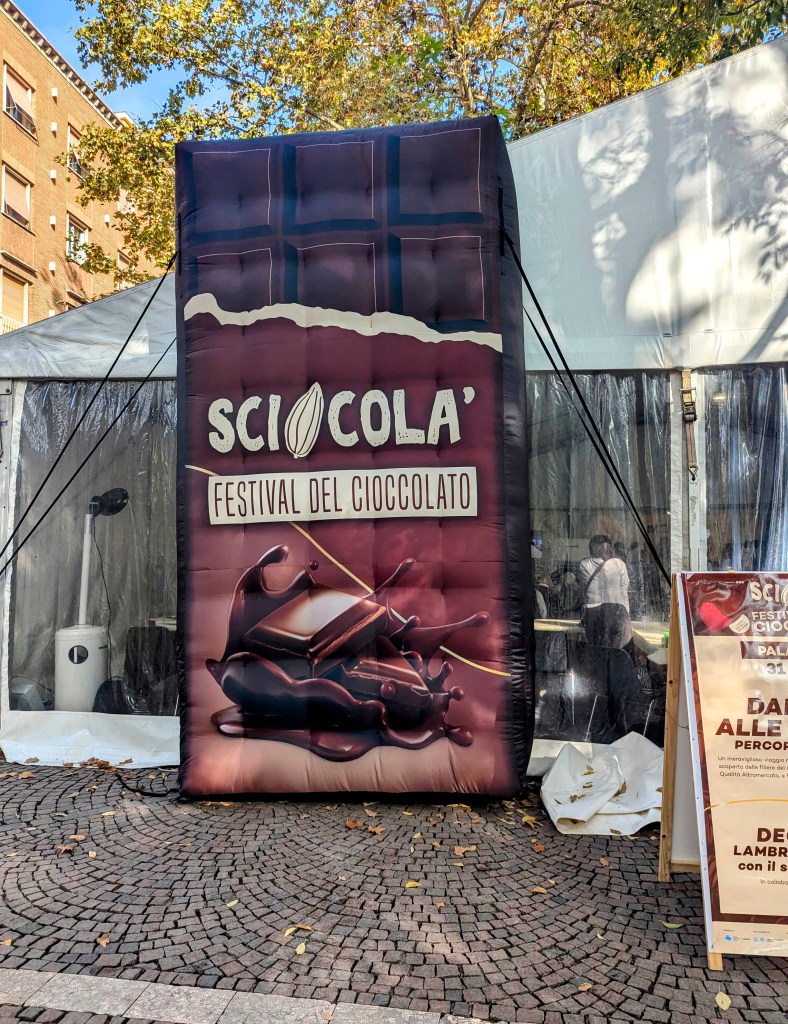 SCIOCOLA'
FESTIVAL DEL CIOCCOLATO
SCI
FESTI
CIOC
PALA
31
DA
ALLE
PERCOR
Un meraviglioso viaggio
scoperta delle filiere dei
Qualità Altromercato, e
DEG
LAMBR
con il s
In collabo